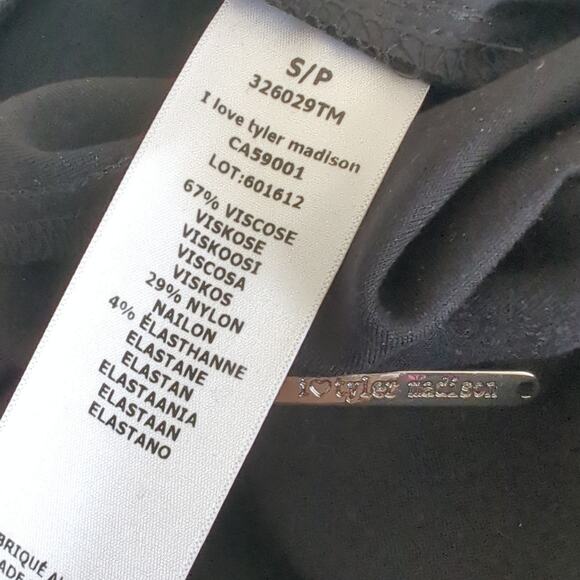 S/P
326029TM
I love tyler madison
CA59001
LOT:601612
67% VISCOSE
VISKOSE
VISKOOSI
VISCOSA
VISKOS
29% NYLON
NAILON
4% ÉLASTHANNE
ELASTANE
ELASTAN
ELASTAANIA
ELASTAAN
ELASTANO
i♡tyler madison